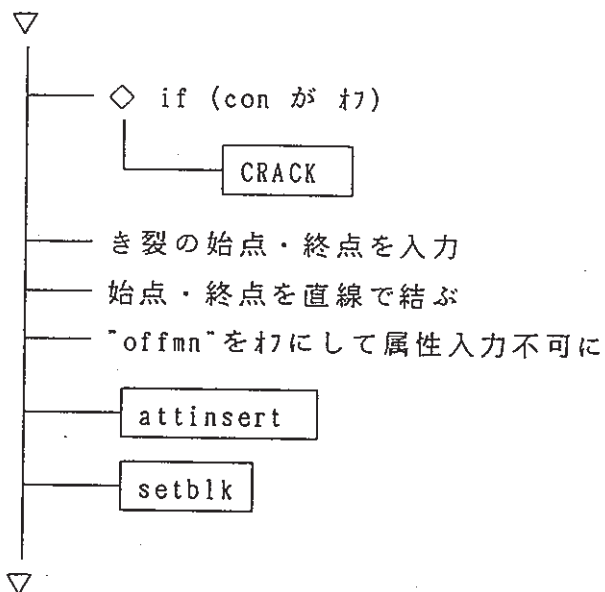 if (con が ｵﾌ)
CRACK
き裂の始点・終点を入力
始点・終点を直線で結ぶ
"offmn"をｵﾌにして属性入力不可に
attinsert
setblk